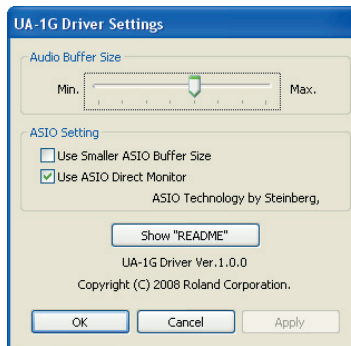 UA-1G Driver Settings
Audio Buffer Size
Min. Max.
ASIO Setting
Use Smaller ASIO Buffer Size
Use ASIO Direct Monitor
ASIO Technology by Steinberg,
Show "README"
UA-1G Driver Ver.1.0.0
Copyright (C) 2008 Roland Corporation.
OK Cancel Apply